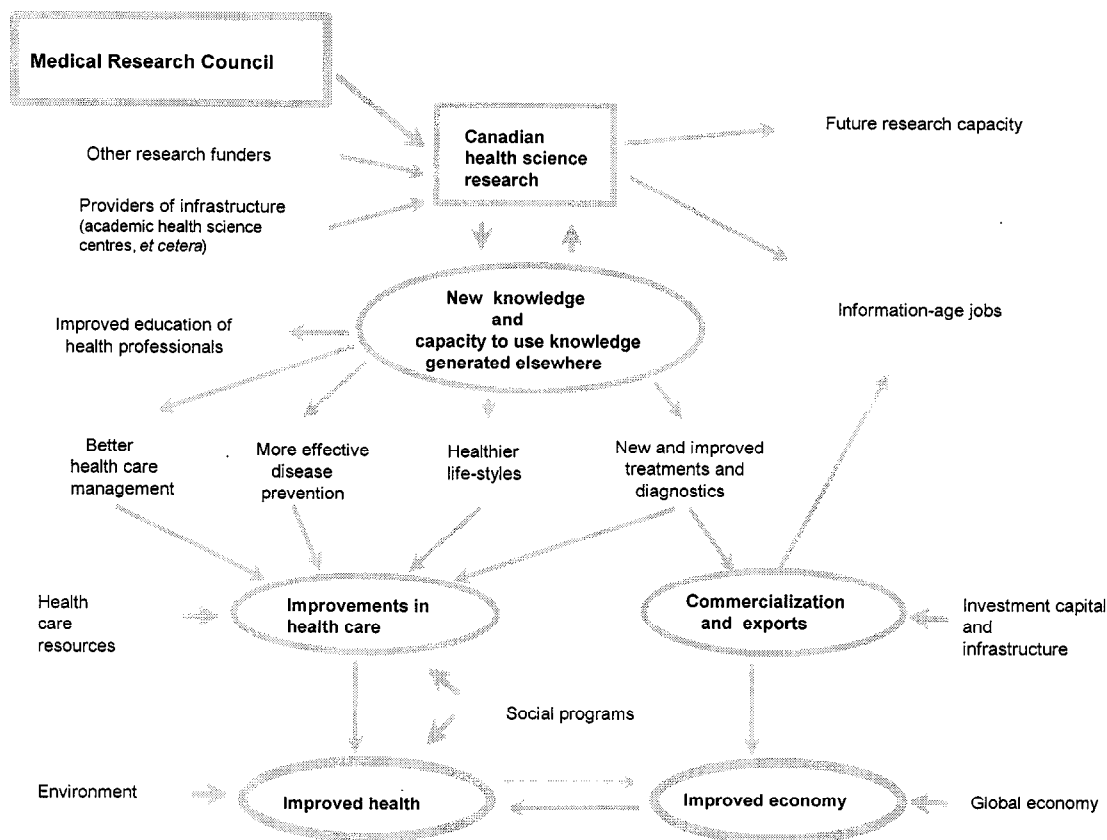 Medical Research Council
Canadian
health science
research
Future research capacity
Other research funders
Providers of infrastructure
(academic health science
centres, et cetera)
New knowledge
and
capacity to use knowledge
generated elsewhere
Improved education of
health professionals
Information-age jobs
Better
health care
management
More effective
disease
prevention
Healthier
life-styles
New and improved
treatments and
diagnostics
Health
care
resources
Improvements in
health care
Commercialization
and exports
Investment capital
and
infrastructure
Social programs
Environment
Improved health
Improved economy
Global economy